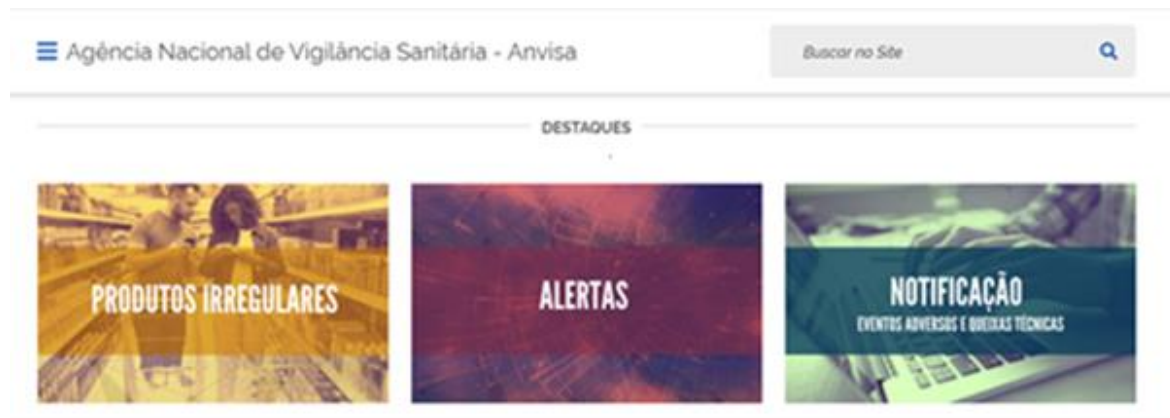 Agência Nacional de Vigilância Sanitária - Anvisa
Buscar no Site
DESTAQUES
PRODUTOS IRREGULARES
ALERTAS
NOTIFICAÇÃO
EVENTOS ADVERSOS E QUEIXAS TÉCNICAS